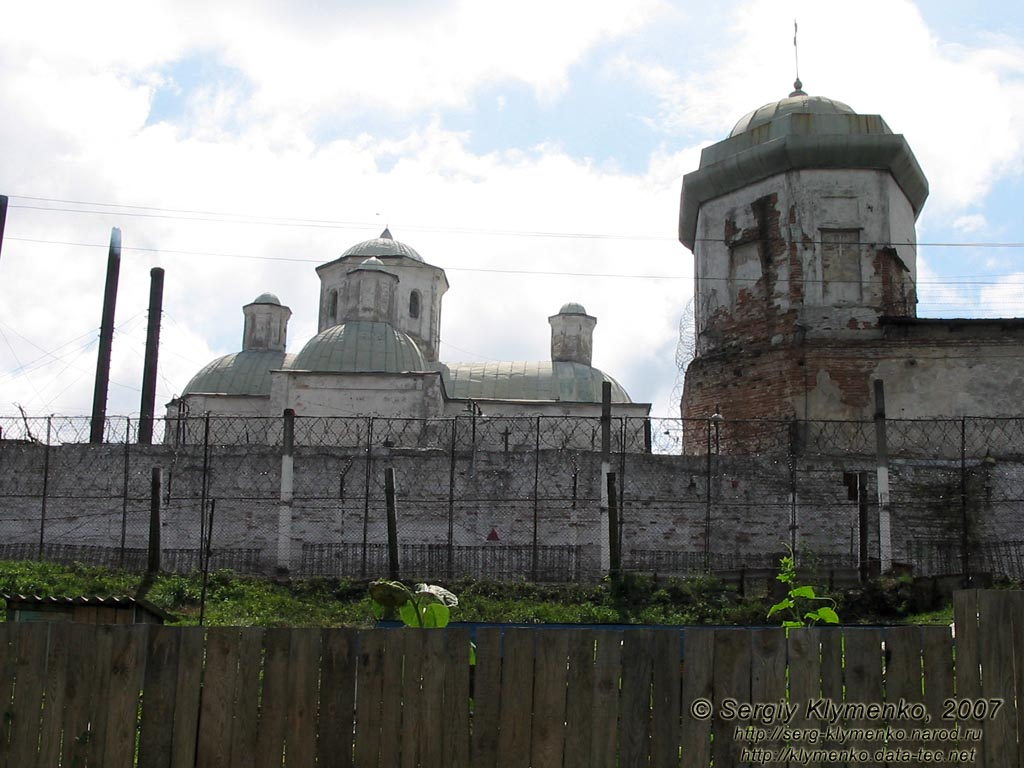 © Sergiy Klymenko, 2007
http://serg-klymenko.narod.ru
http://klymenko.data-tec.net